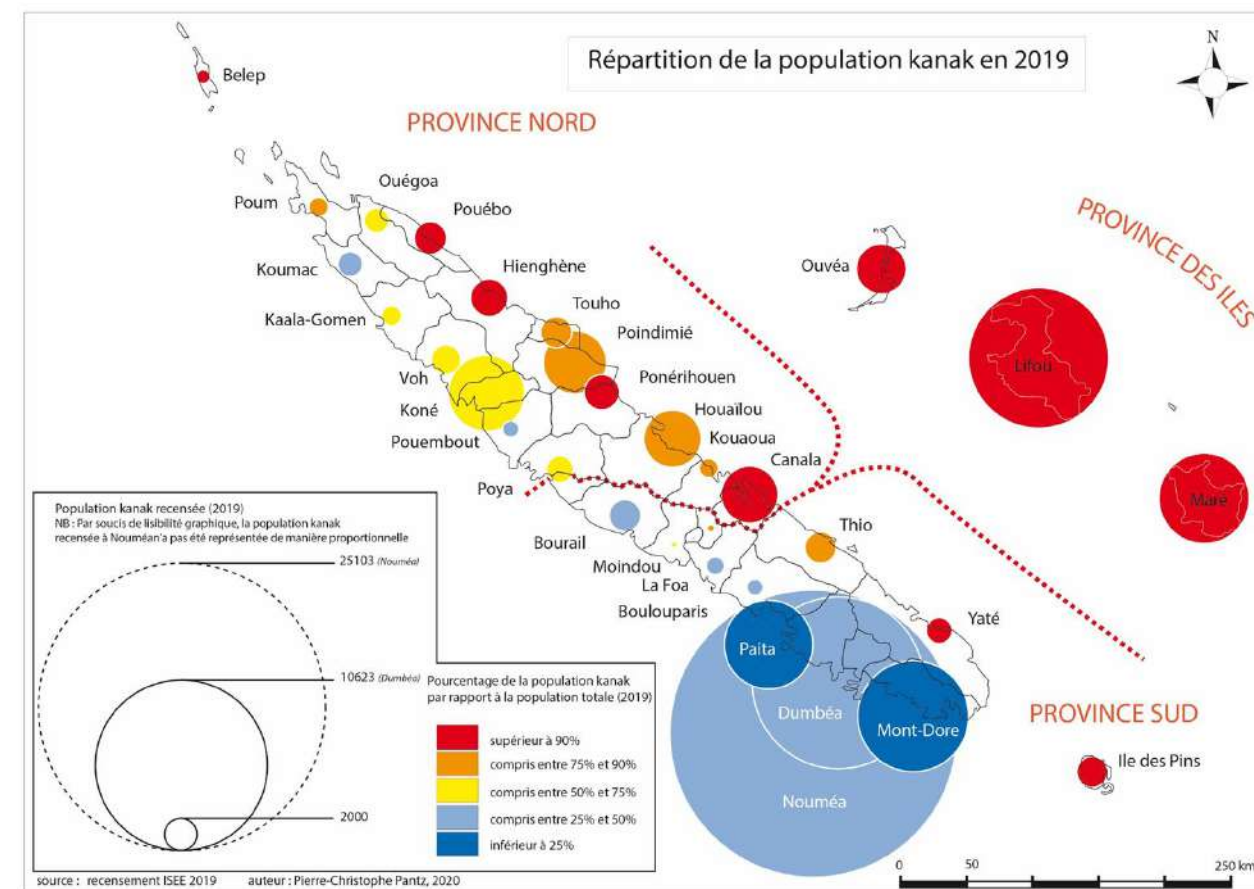 Répartition de la population kanak en 2019
N
Belep
PROVINCE NORD
Ouégoa
Poum
Pouébo
PROVINCE DES ILES
Koumac
Hienghène
Ouvéa
Kaala-Gomen
Touho
Poindimié
Lifou
Voh
Ponérihouen
Koné
Houaïlou
Pouembout
Kouaoua
Canala
Poya
Maré
Thio
Bourail
Moindou
La Foa
Boulouparis
Yaté
Paita
Dumbéa
Mont-Dore
PROVINCE SUD
Ile des Pins
Nouméa
Population kanak recensée (2019)
NB : Par soucis de lisibilité graphique, la population kanak
recensée à Nouméan'a pas été représentée de manière proportionnelle
25103 (Nouméa)
10623 (Dumbéa)
2000
Pourcentage de la population kanak
par rapport à la population totale (2019)
supérieur à 90%
compris entre 75% et 90%
compris entre 50% et 75%
compris entre 25% et 50%
inférieur à 25%
0 50 250 km
source : recensement ISEE 2019 auteur : Pierre-Christophe Pantz, 2020